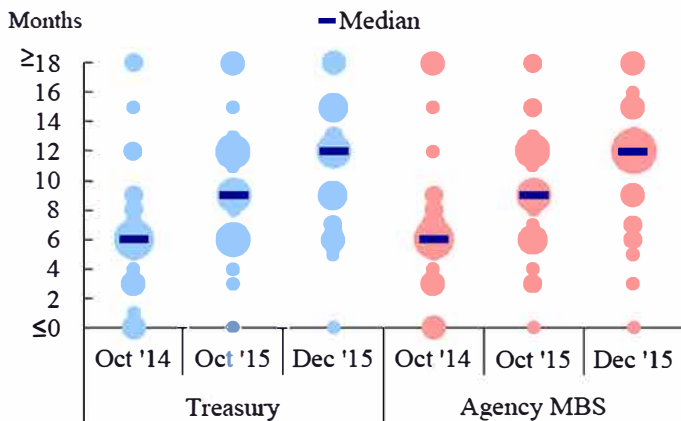 Months
Median
≥18
16
14
12
10
8
6
4
2
≤0
Oct '14 Oct '15 Dec '15 Oct '14 Oct '15 Dec '15
Treasury Agency MBS